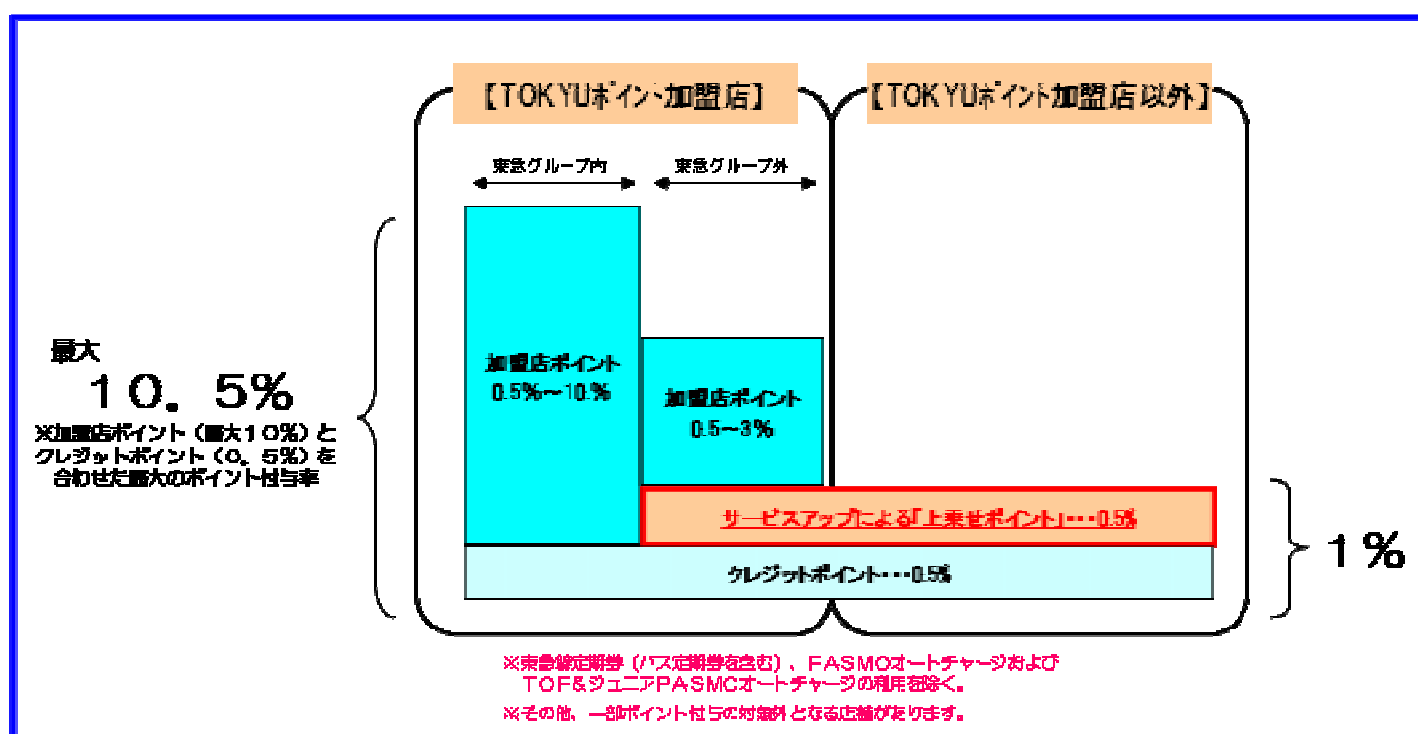 【TOKYUポイント加盟店】
【TOKYUポイント加盟店以外】
東急グループ内
東急グループ外
最大
10.5%
※加盟店ポイント(最大10%)と
クレジットポイント(0.5%)を
合わせた最大のポイント付与率
加盟店ポイント
0.5%~10.%
加盟店ポイント
0.5~3%
サービスアップによる「上乗せポイント」・・・0.5%
クレジットポイント・・・0.5%
1%
※東急線定期券(バス定期券を含む)、PASMOオートチャージおよび
TOP&ジュニアPASMOオートチャージの利用を除く。
※その他、一部ポイント付与の対象外となる店舗があります。